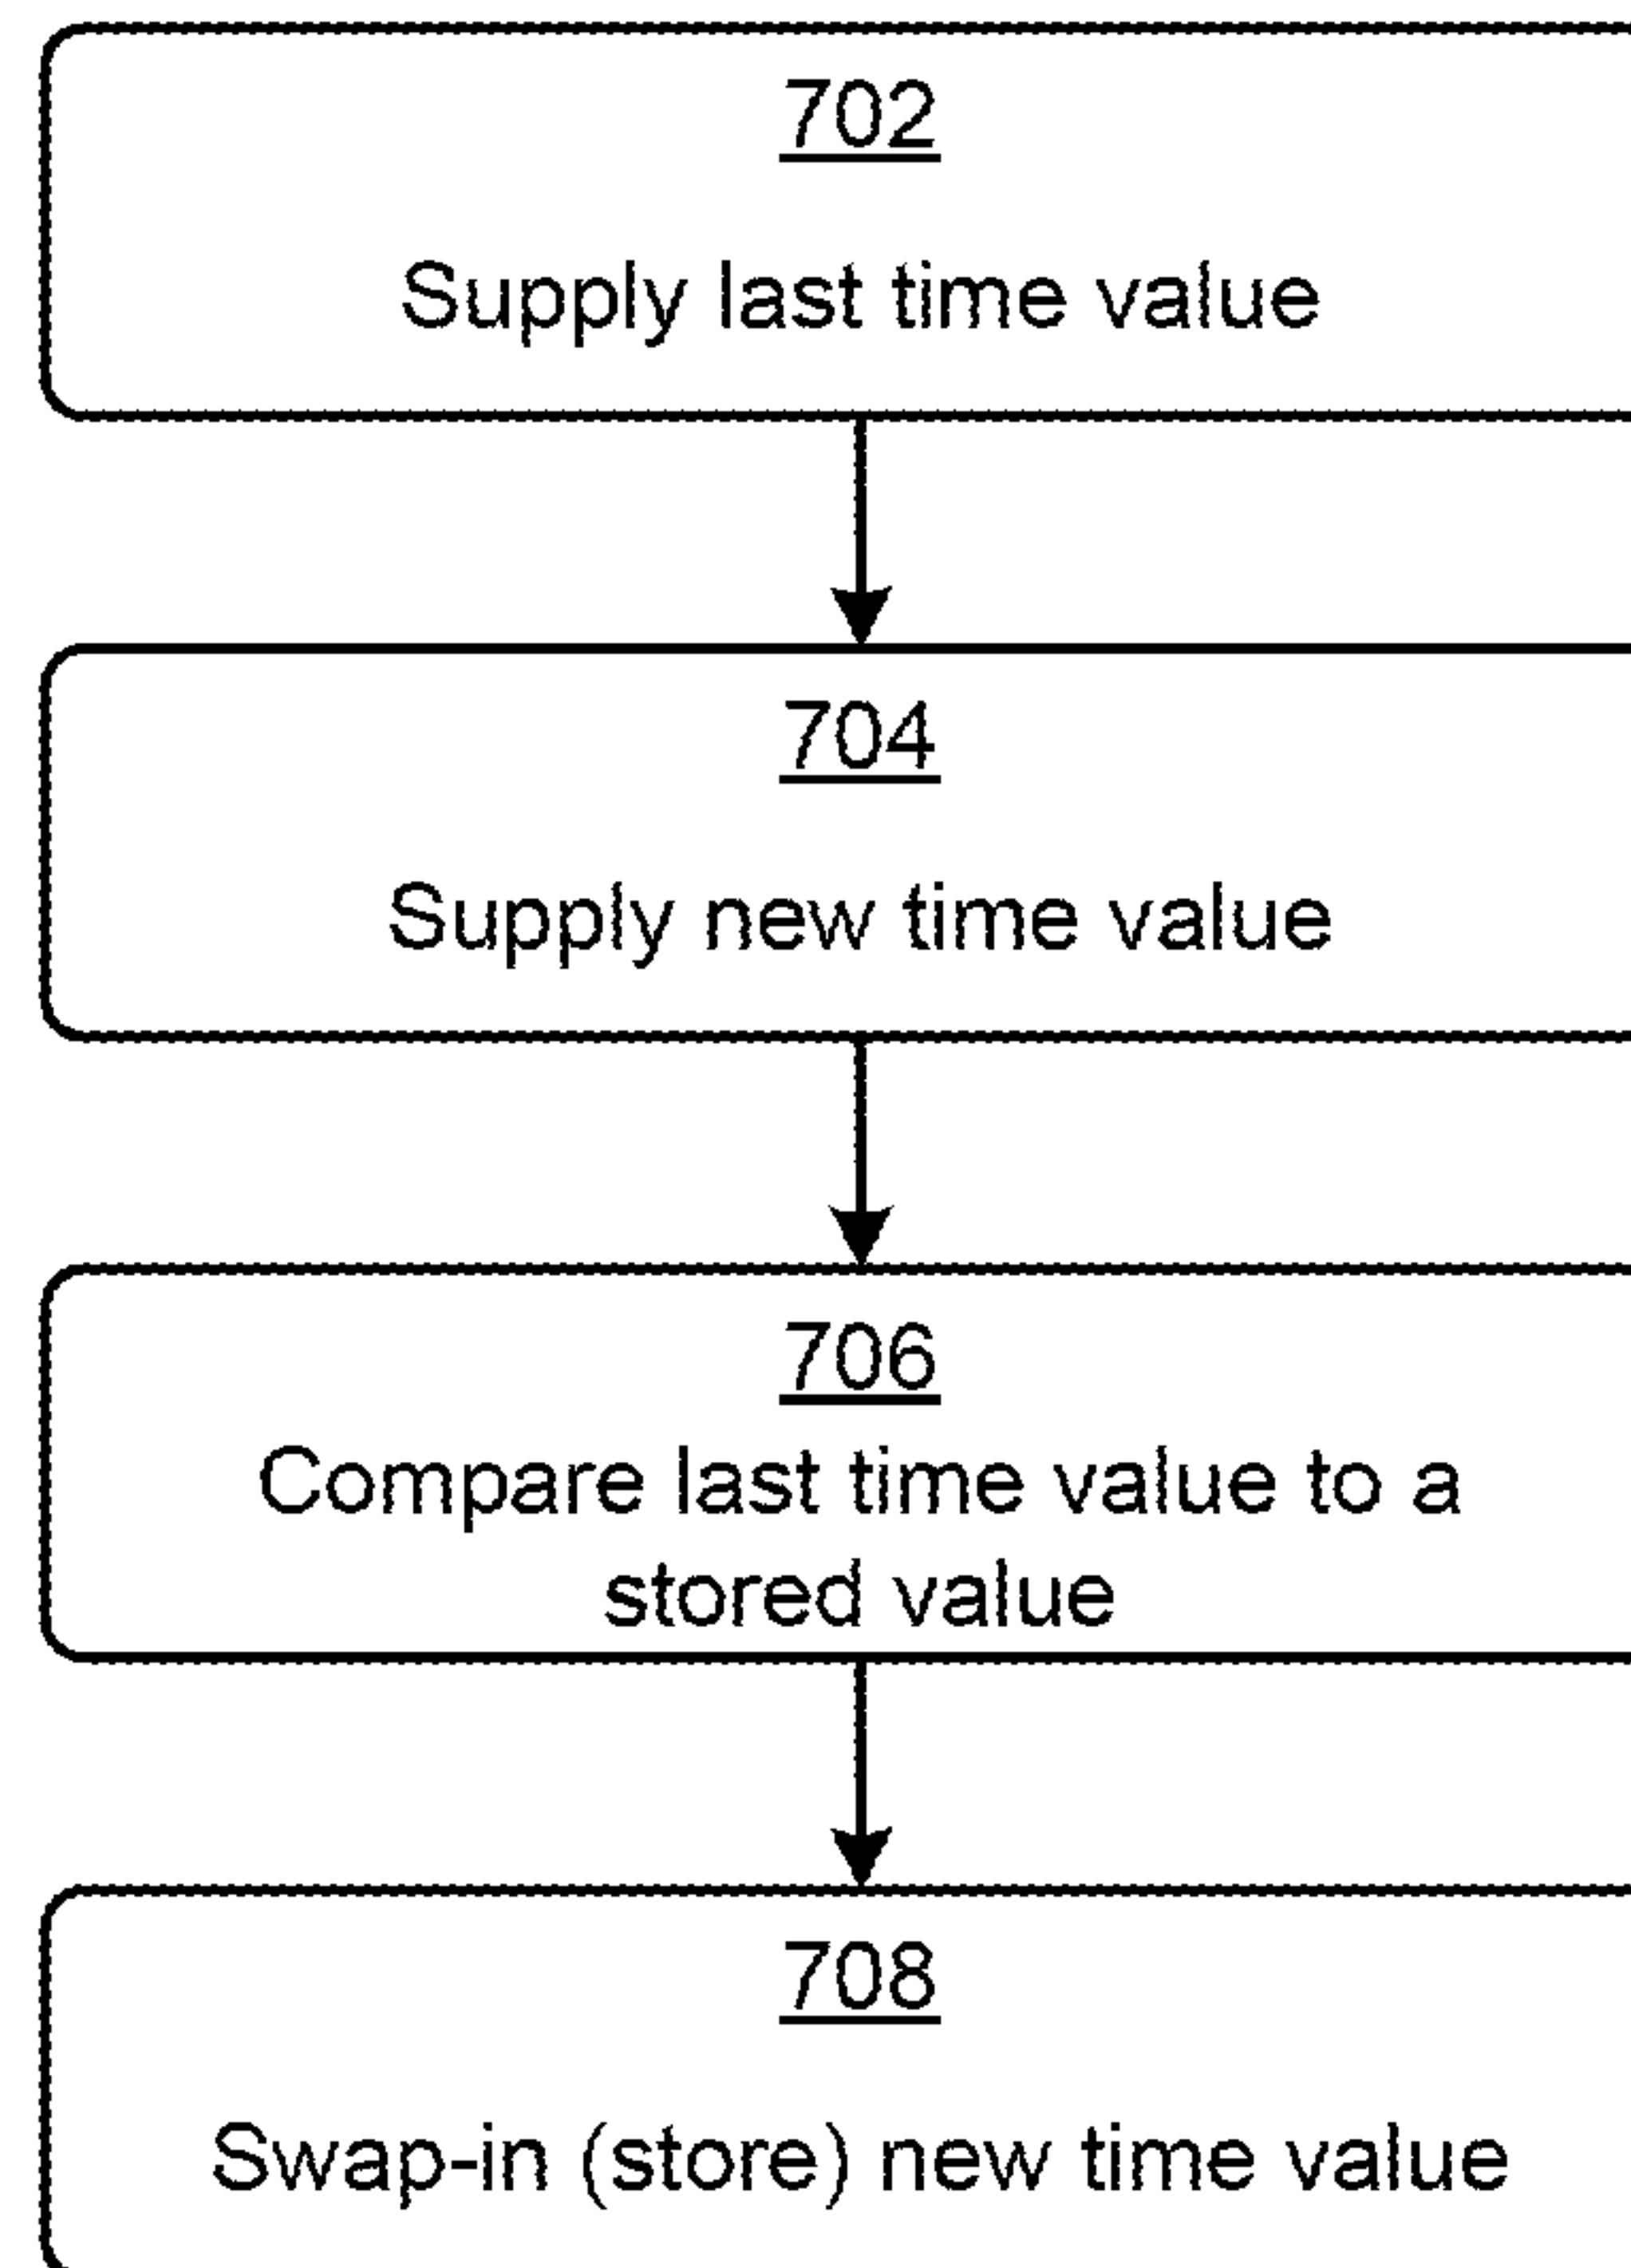 702
Supply last time value
704
Supply new time value
706
Compare last time value to a
stored value
708
Swap-in (store) new time value